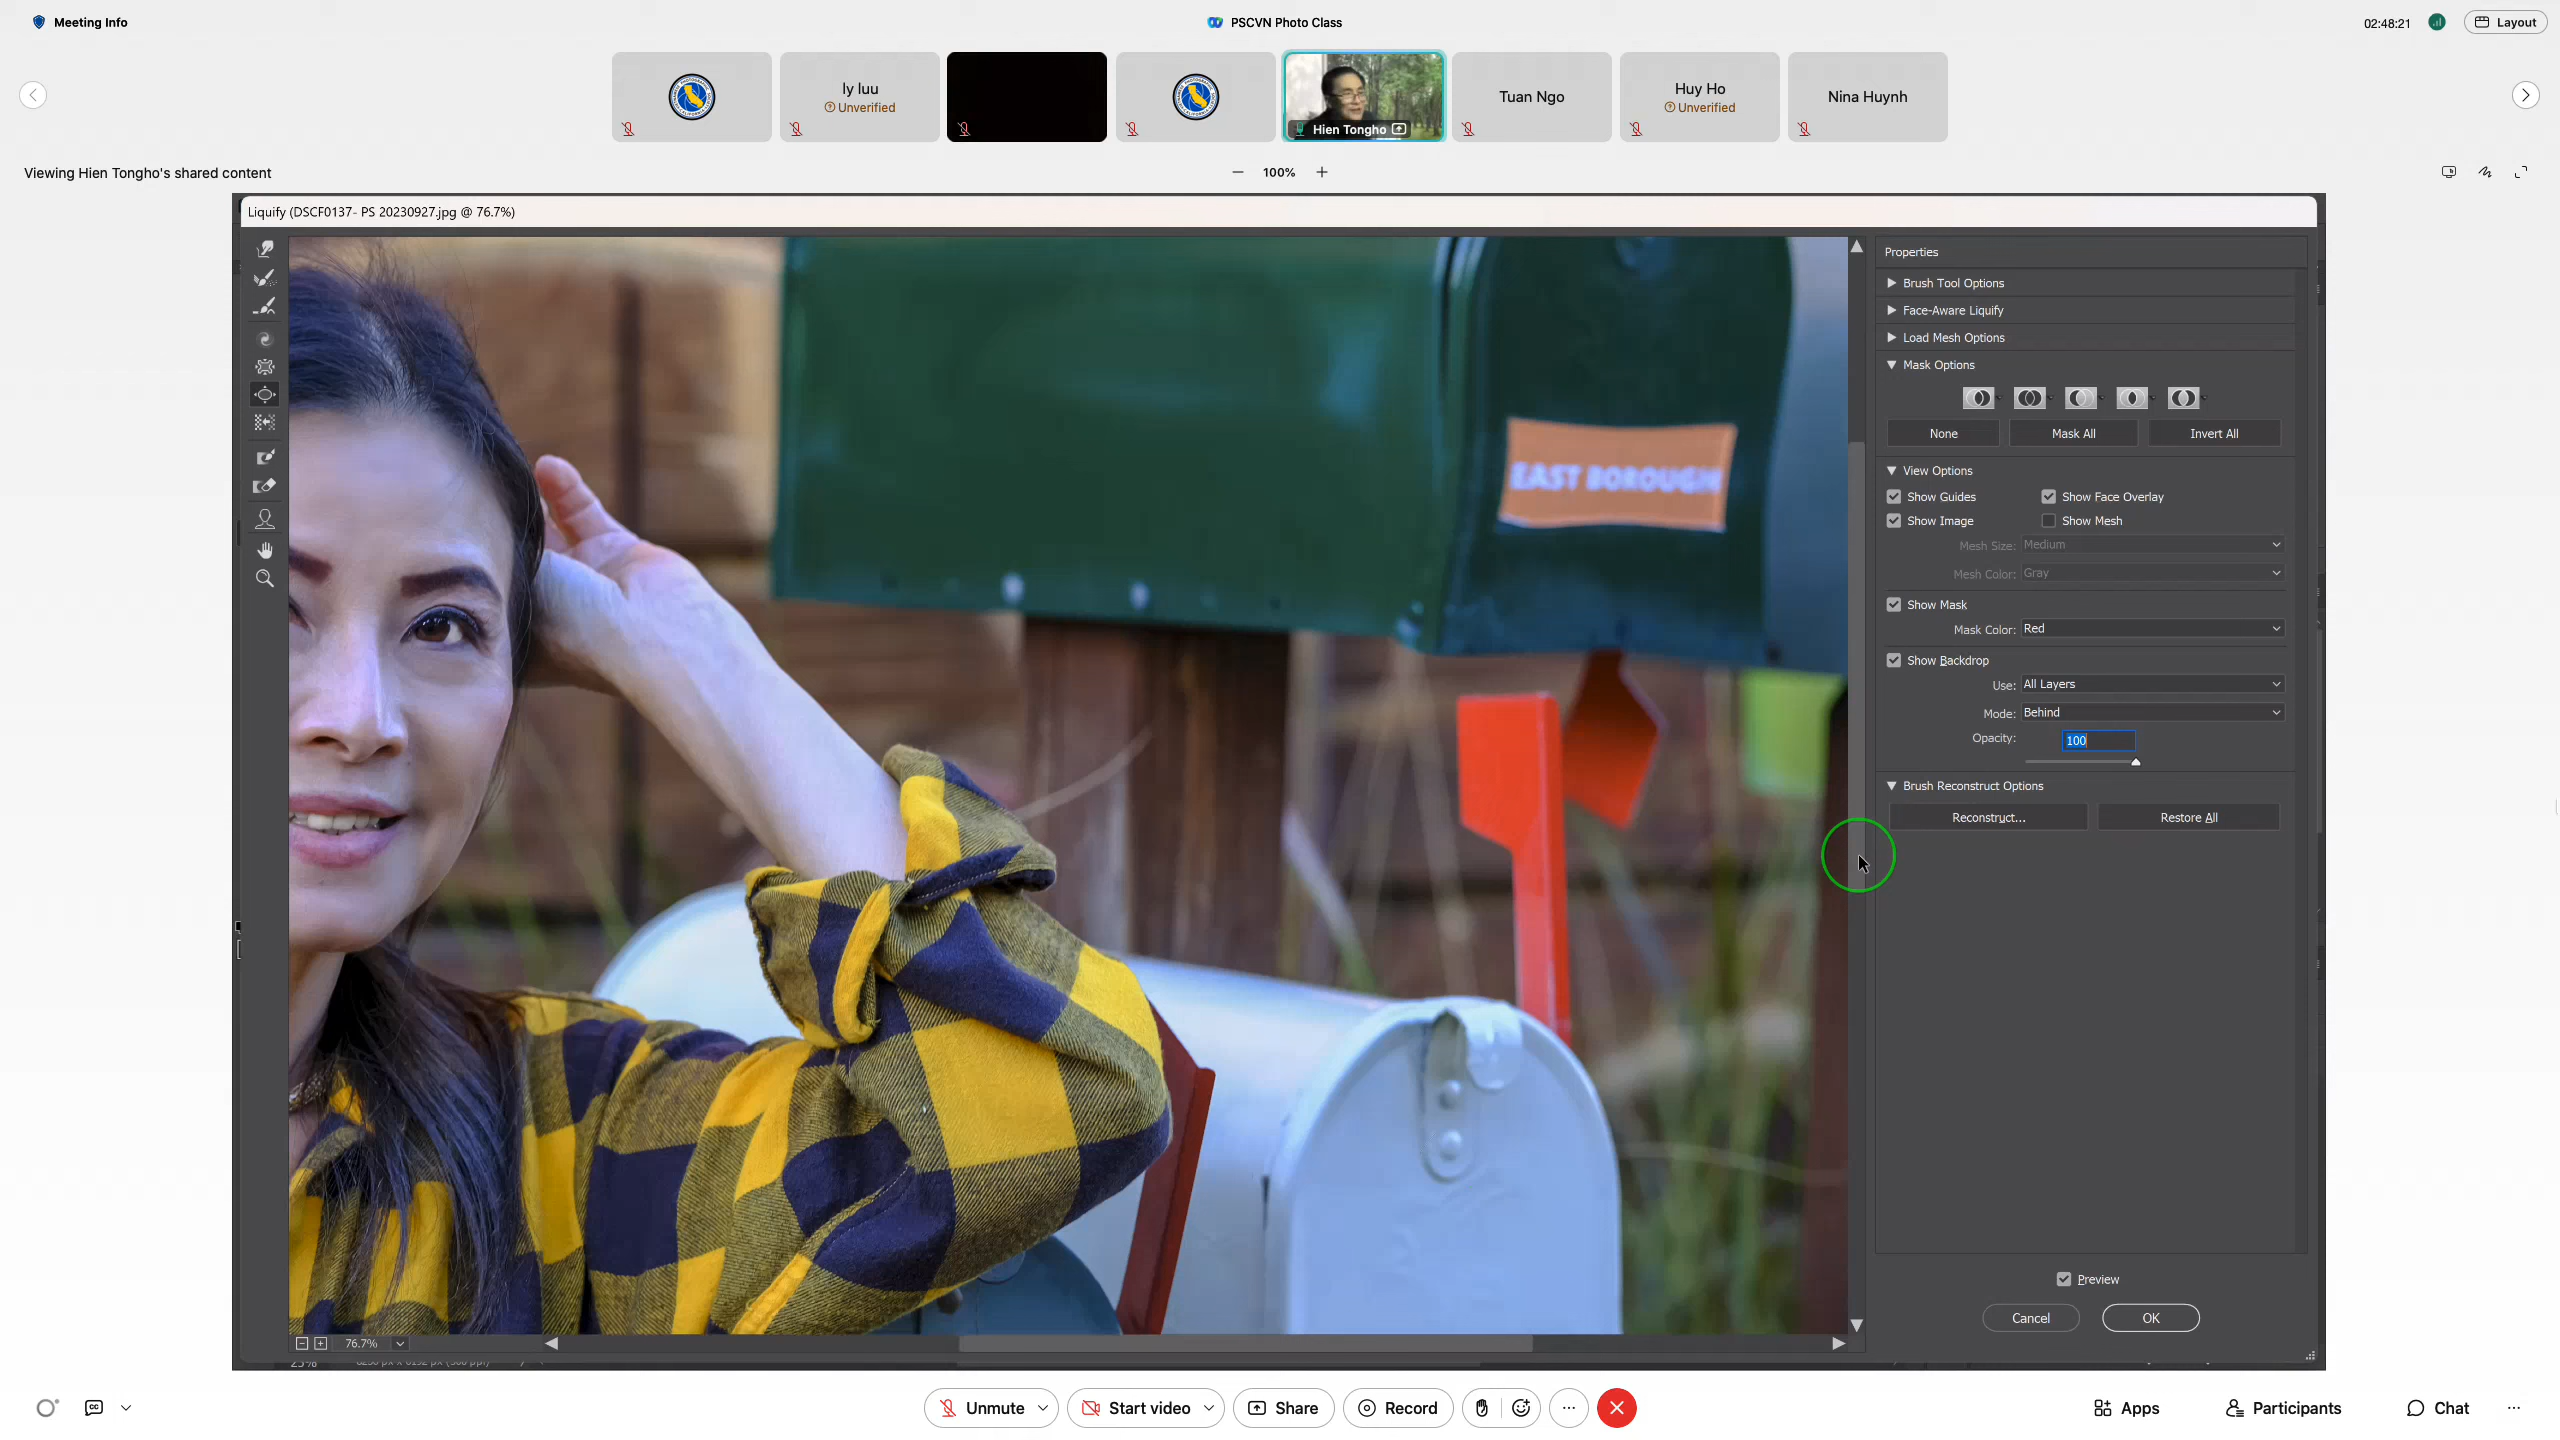 Meeting Info
PSCVN Photo Class
02:48:21
Layout
ly luu
Unverified
Hien Tongho
Tuan Ngo
Huy Ho
Unverified
Nina Huynh
Viewing Hien Tongho's shared content
100%
Liquify (DSCF0137- PS 20230927.jpg @ 76.7%)
EAST BOROUGH
Properties
Brush Tool Options
Face-Aware Liquify
Load Mesh Options
Mask Options
None
Mask All
Invert All
View Options
Show Guides
Show Face Overlay
Show Image
Show Mesh
Mesh Size: Medium
Mesh Color: Gray
Show Mask
Mask Color: Red
Show Backdrop
Use: All Layers
Mode: Behind
Opacity: 100
Brush Reconstruct Options
Reconstruct...
Restore All
Preview
Cancel
OK
76.7%
Unmute
Start video
Share
Record
Apps
Participants
Chat